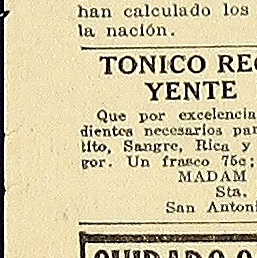 han calculado los
la nación.
TONICO REC
YENTE
Que por excelencia
dientes necesarios par
tito, Sangre, Rica y
gor. Un frasco 75c;
MADAM
Sta.
San Antoni
CUIDADO C